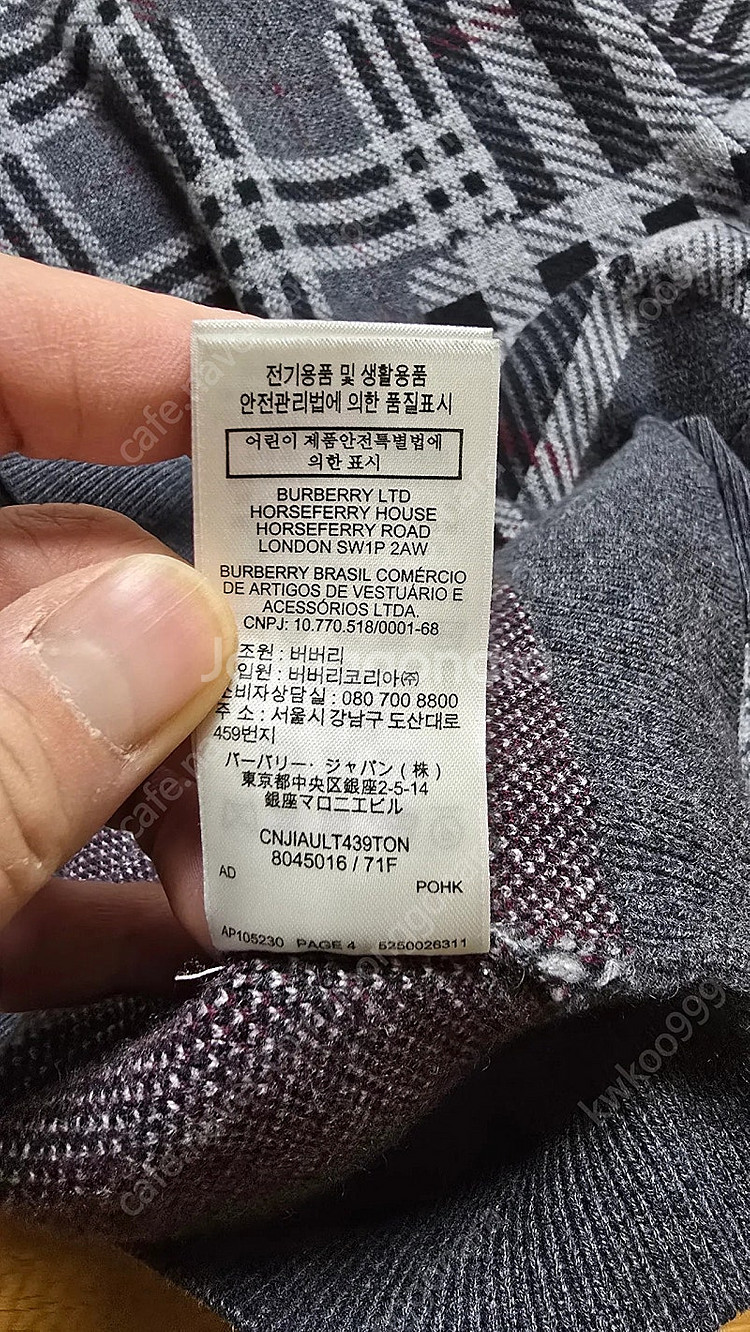 전기용품 및 생활용품
안전관리법에 의한 품질표시
어린이 제품안전특별법에
의한 표시
BURBERRY LTD
HORSEFERRY HOUSE
HORSEFERRY ROAD
LONDON SW1P 2AW
BURBERRY BRASIL COMÉRCIO
DE ARTIGOS DE VESTUÁRIO E
ACESSÓRIOS LTDA.
CNPJ: 10.770.518/0001-68
조원 : 버버리
입원 : 버버리코리아㈜
소비자상담실 : 080 700 8800
주 소 : 서울시 강남구 도산대로
459번지
バーバリー・ジャパン (株)
東京都中央区銀座2-5-14
銀座マロニエビル
CNJIAULT439TON
8045016 / 71F
AD
POHK
AP105230 PAGE 4 5250026311
kwkoo999